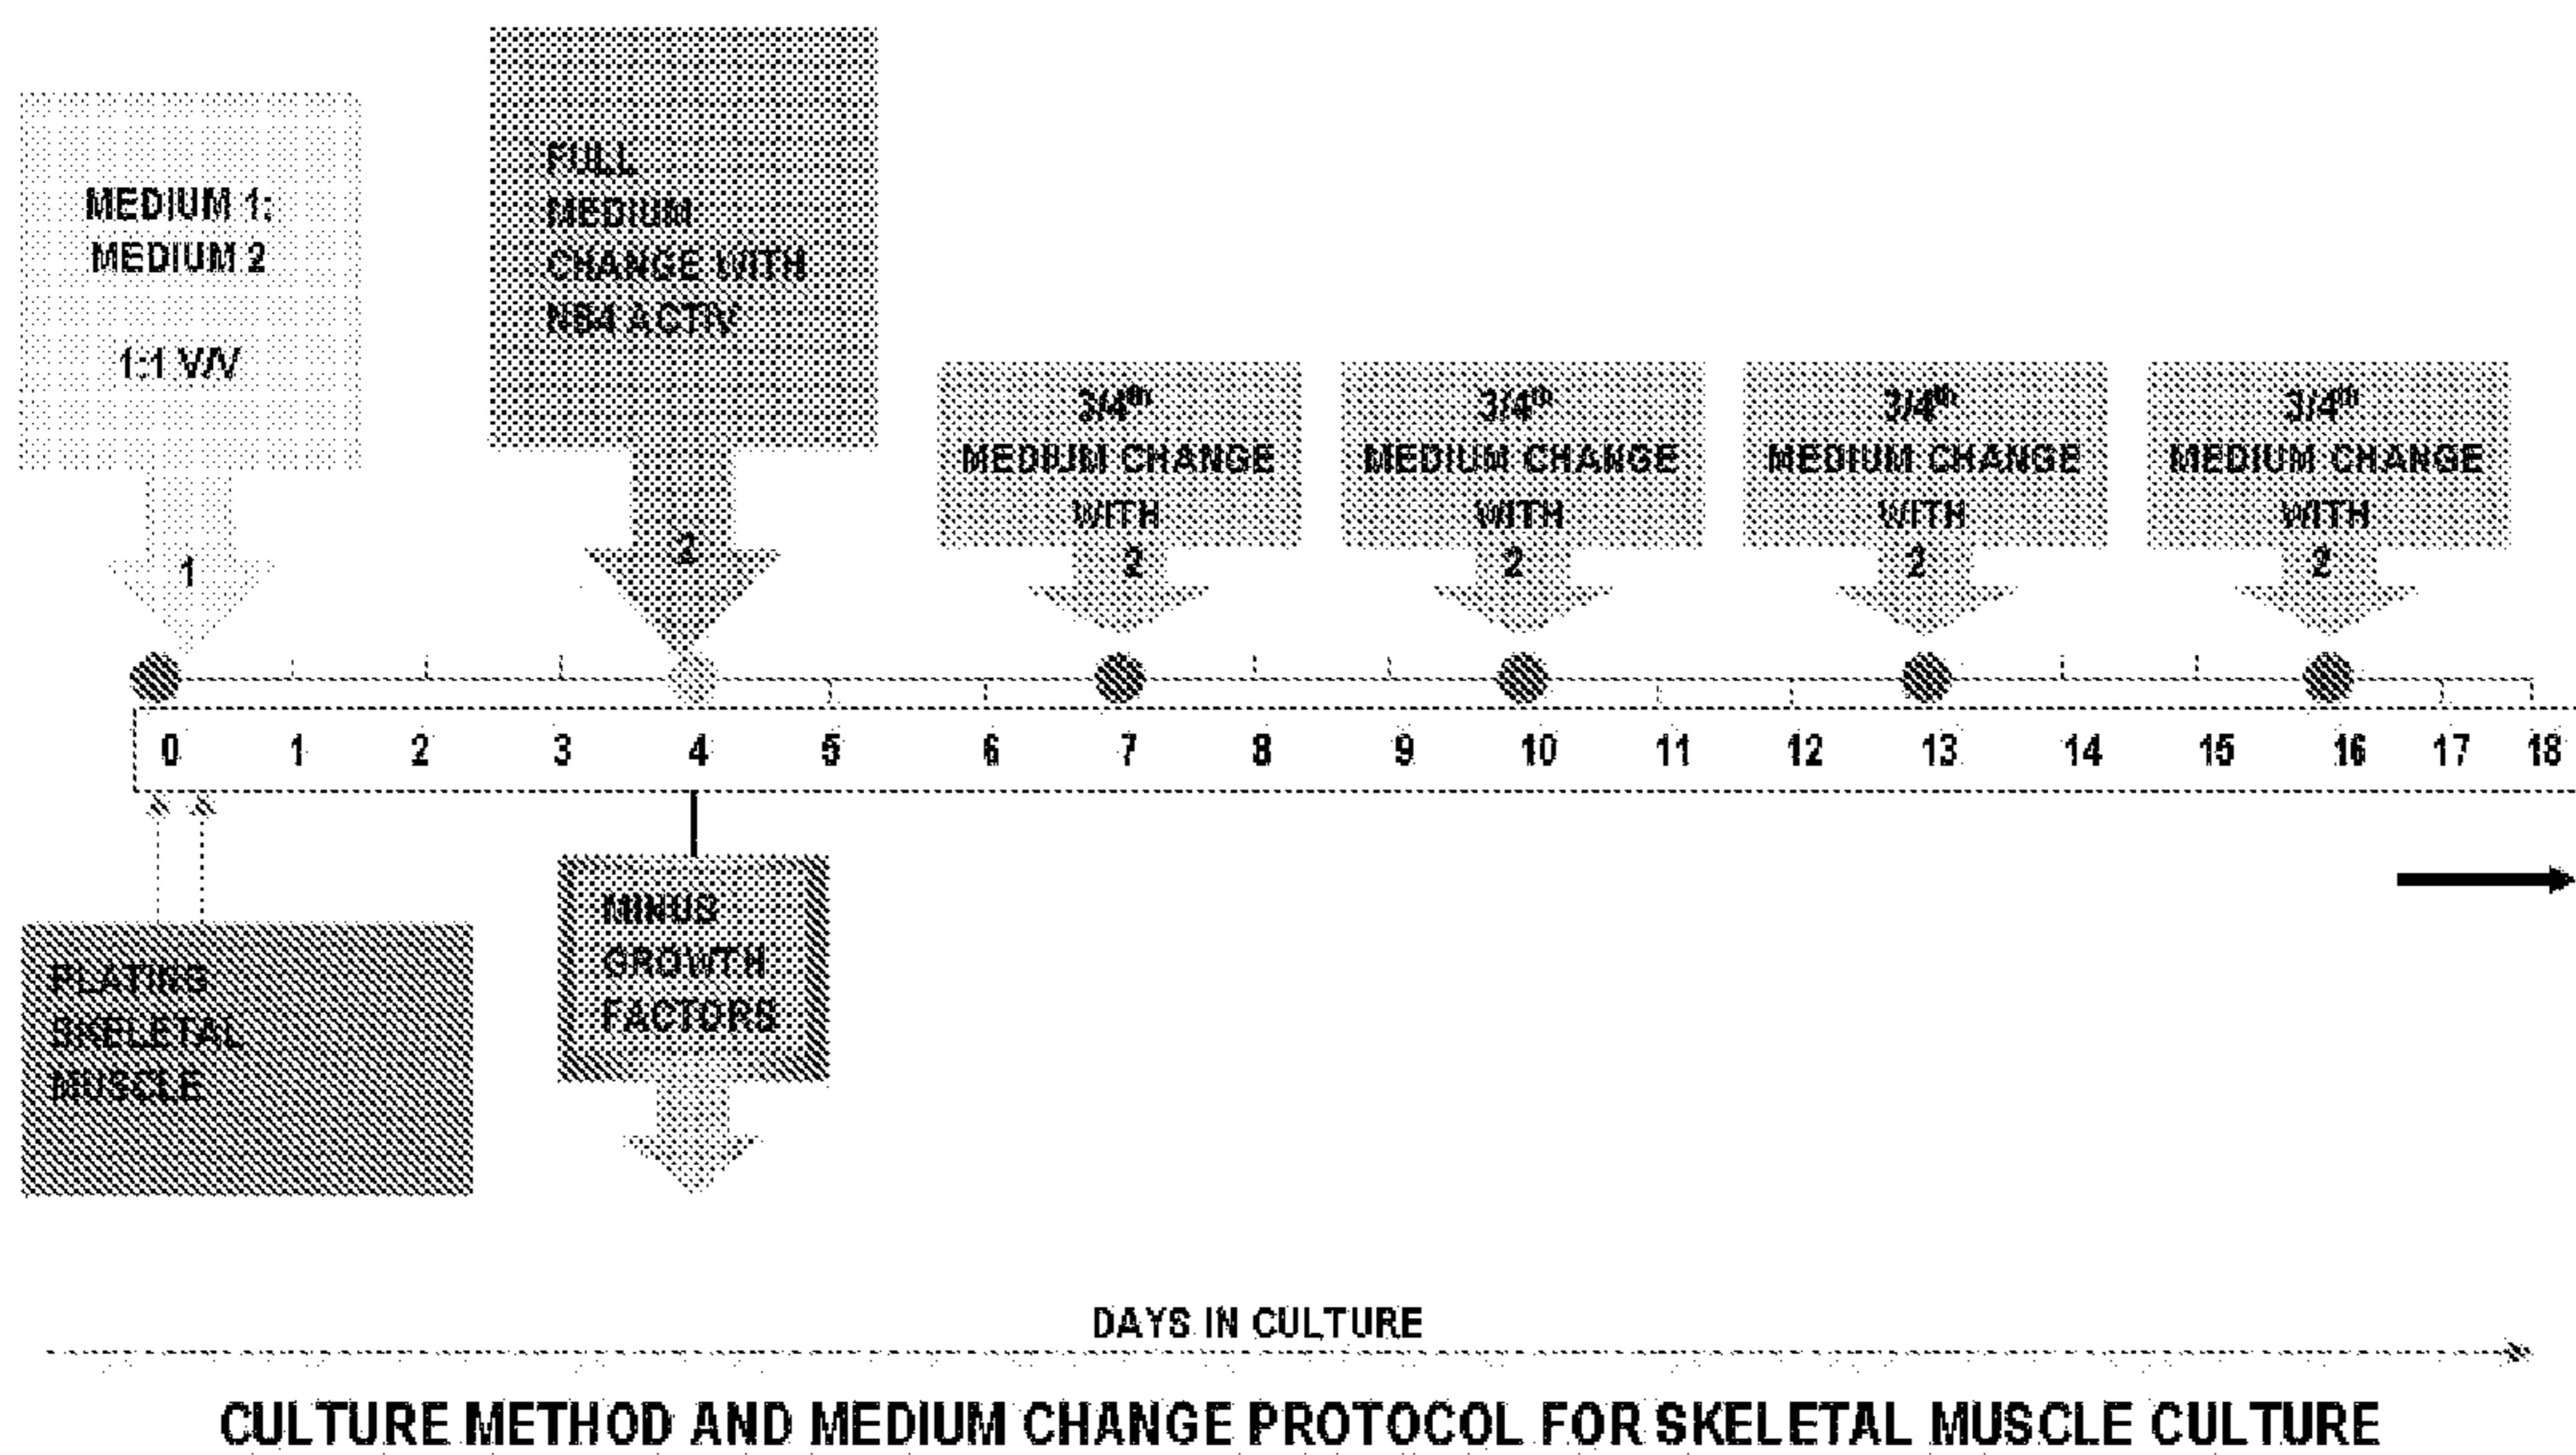 MEDIUM 1:
MEDIUM 2
1:1 V/V
1
FULL
MEDIUM
CHANGE WITH
NB4 ACTIV
2
3/4th
MEDIUM CHANGE
WITH
2
3/4th
MEDIUM CHANGE
WITH
2
3/4th
MEDIUM CHANGE
WITH
2
3/4th
MEDIUM CHANGE
WITH
2
0 1 2 3 4 5 6 7 8 9 10 11 12 13 14 15 16 17 18
PLATING
SKELETAL
MUSCLE
MINUS
GROWTH
FACTORS
DAYS IN CULTURE
CULTURE METHOD AND MEDIUM CHANGE PROTOCOL FOR SKELETAL MUSCLE CULTURE